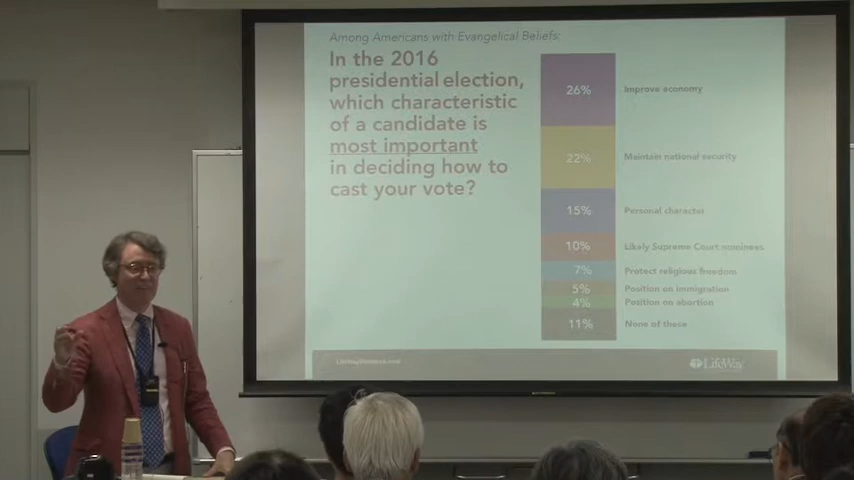 Among Americans with Evangelical Beliefs:
In the 2016
presidential election,
which characteristic
of a candidate is
most important
in deciding how to
cast your vote?
26% Improve economy
22% Maintain national security
15% Personal character
10% Likely Supreme Court nominees
7% Protect religious freedom
5% Position on immigration
4% Position on abortion
11% None of these
LifeWay